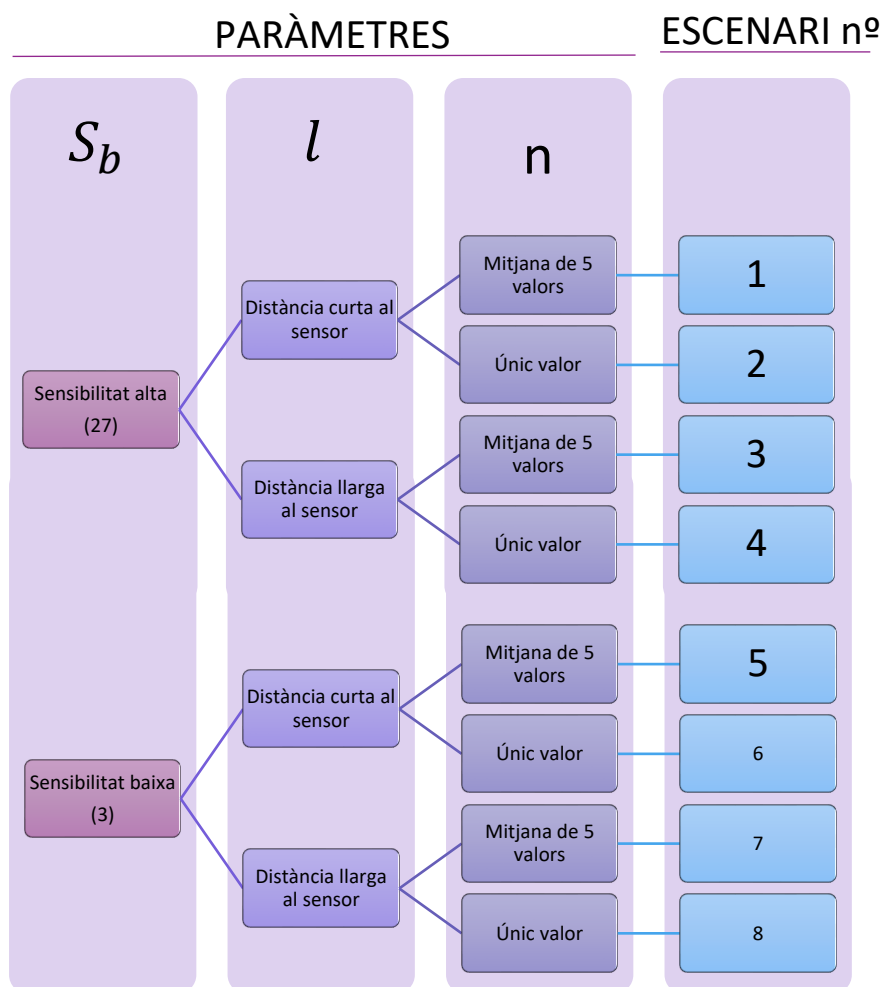 PARÀMETRES
ESCENARI nº
S_b
l
n
Sensibilitat alta
(27)
Distància curta al
sensor
Mitjana de 5
valors
1
Únic valor
2
Distància llarga
al sensor
Mitjana de 5
valors
3
Únic valor
4
Sensibilitat baixa
(3)
Distància curta al
sensor
Mitjana de 5
valors
5
Únic valor
6
Distància llarga
al sensor
Mitjana de 5
valors
7
Únic valor
8